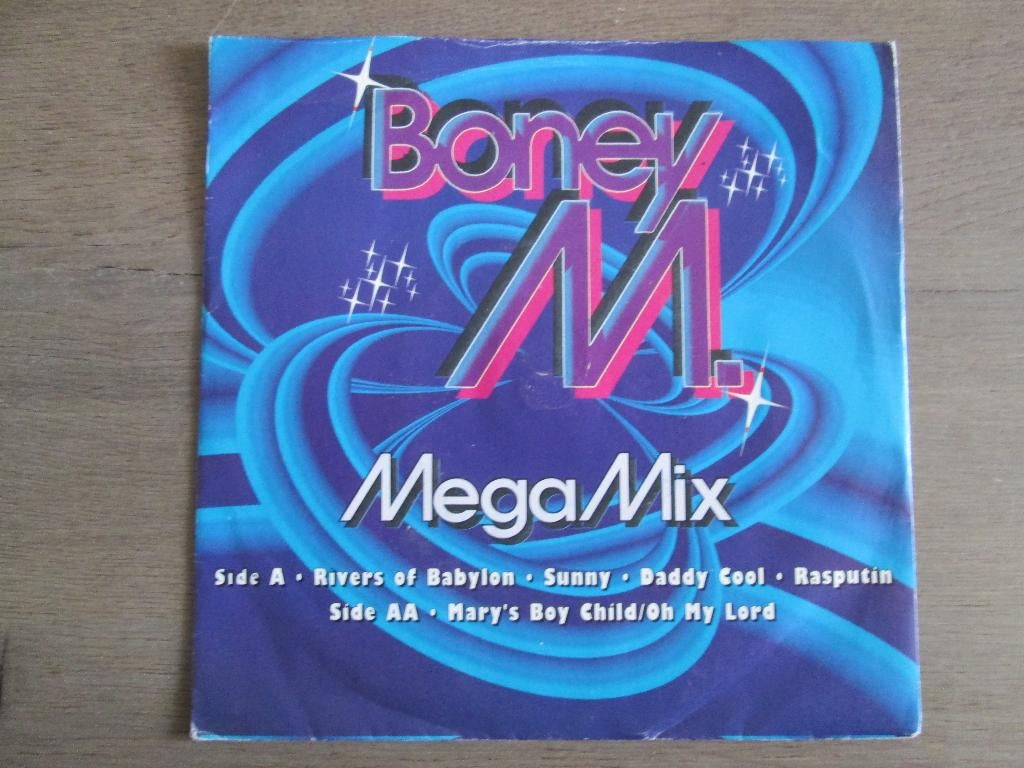 Boney
M.
MegaMix
Side A • Rivers of Babylon • Sunny • Daddy Cool • Rasputin
Side AA • Mary's Boy Child/Oh My Lord